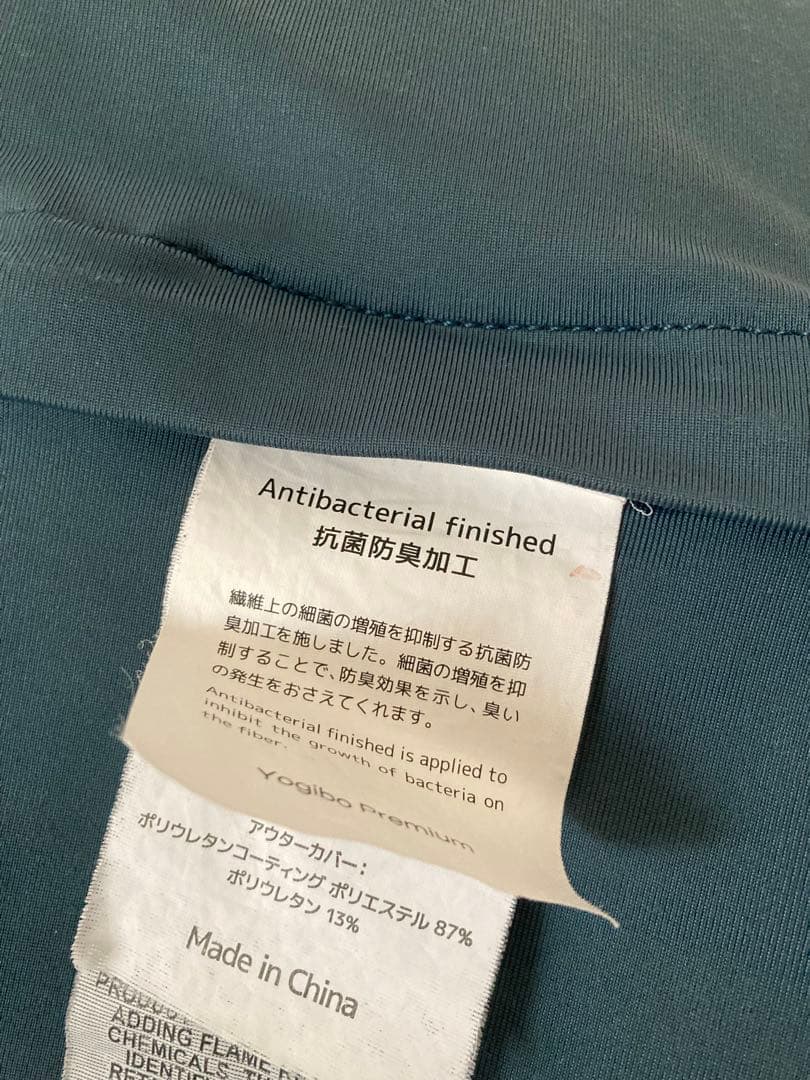 Antibacterial finished
抗菌防臭加工
繊維上の細菌の増殖を抑制する抗菌防
臭加工を施しました。細菌の増殖を抑
制することで、防臭効果を示し、臭い
の発生をおさえてくれます。
Antibacterial finished is applied to
inhibit the growth of bacteria on
the fiber.
Yogibo Premium
アウターカバー：
ポリウレタンコーティング ポリエステル 87%
ポリウレタン 13%
Made in China
ADDING FLAME
CHEMICALS.